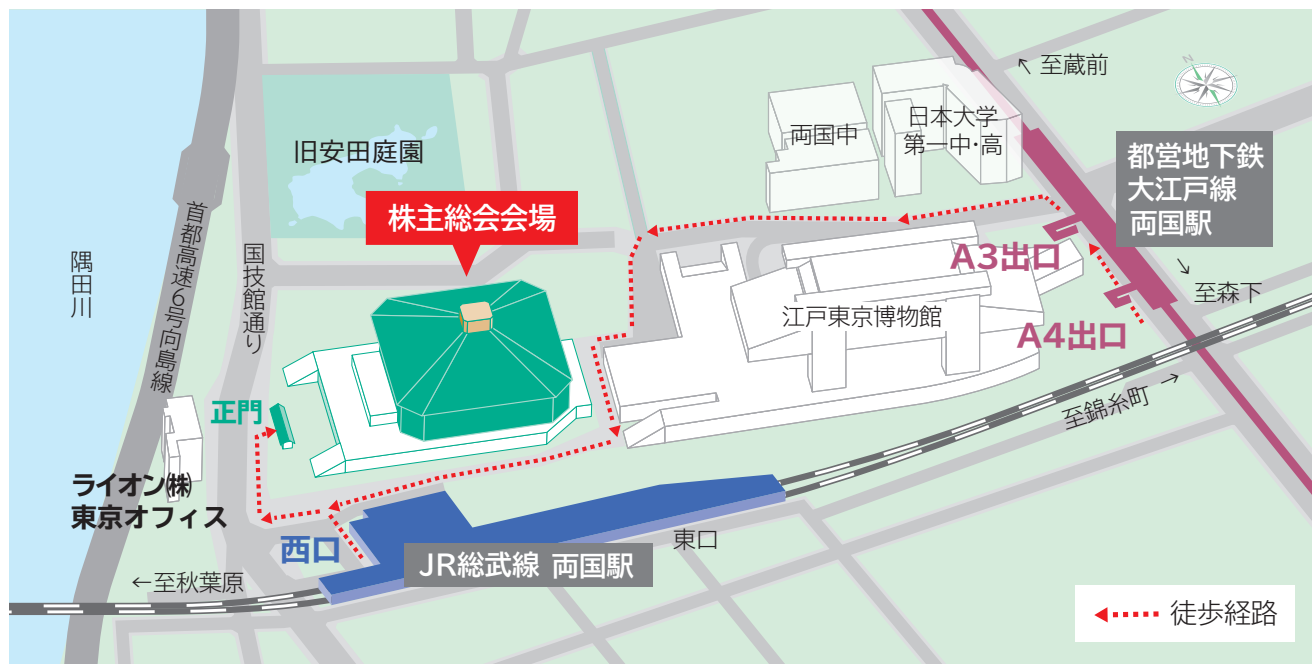 N
↖ 至蔵前
日本大学
第一中・高
両国中
都営地下鉄
大江戸線
両国駅
旧安田庭園
株主総会会場
首都高速6号向島線
国技館通り
隅田川
A3出口
↘
至森下
江戸東京博物館
A4出口
至錦糸町 →
正門
ライオン㈱
東京オフィス
西口
JR総武線 両国駅
東口
←至秋葉原
徒歩経路